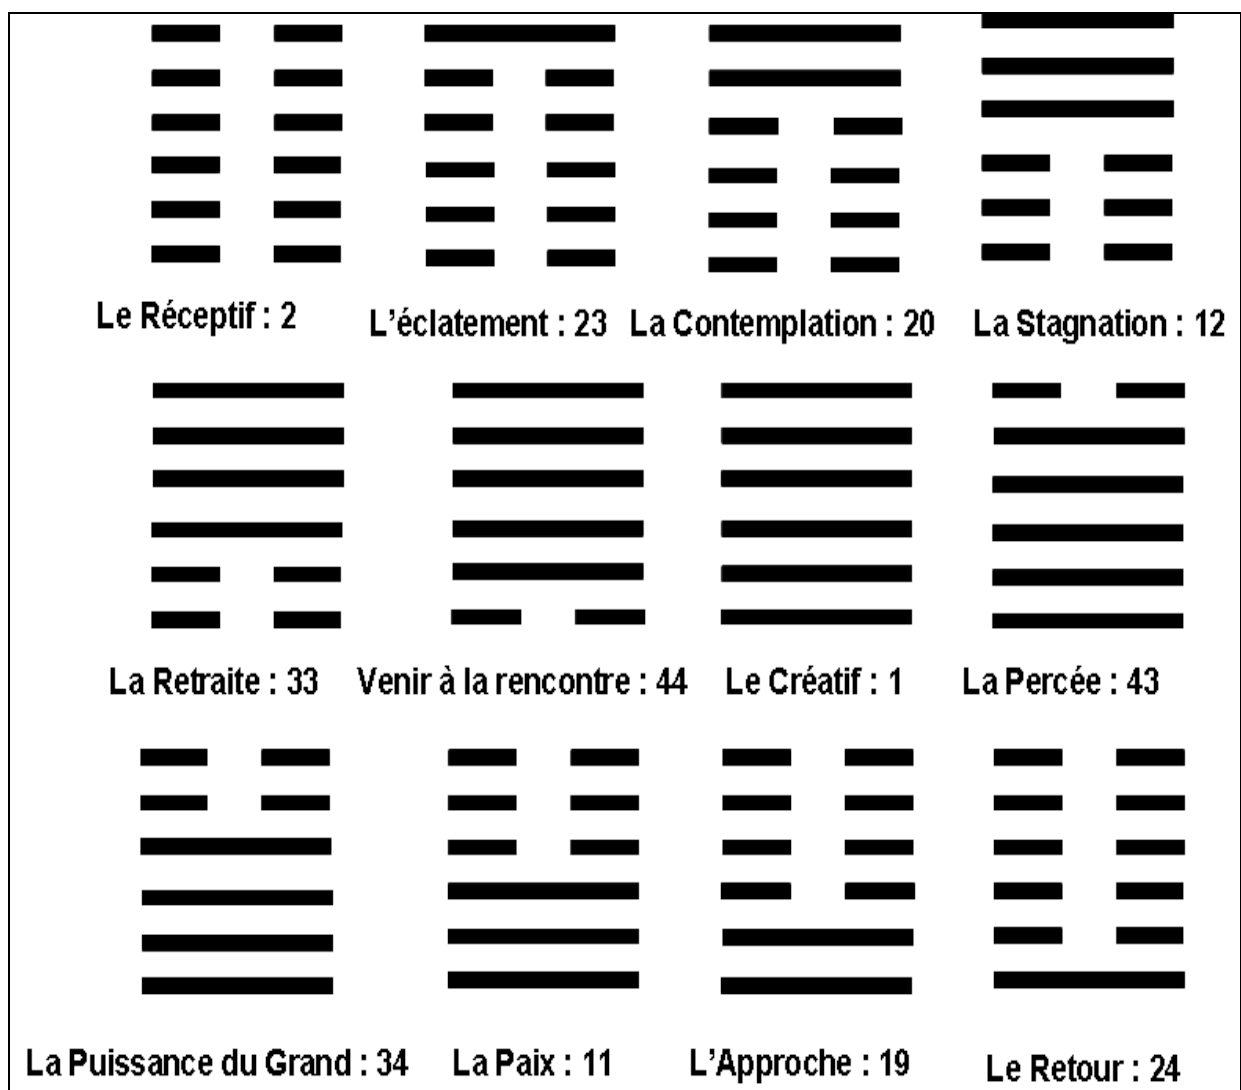 Le Réceptif : 2
L'éclatement : 23
La Contemplation : 20
La Stagnation : 12
La Retraite : 33
Venir à la rencontre : 44
Le Créatif : 1
La Percée : 43
La Puissance du Grand : 34
La Paix : 11
L'Approche : 19
Le Retour : 24